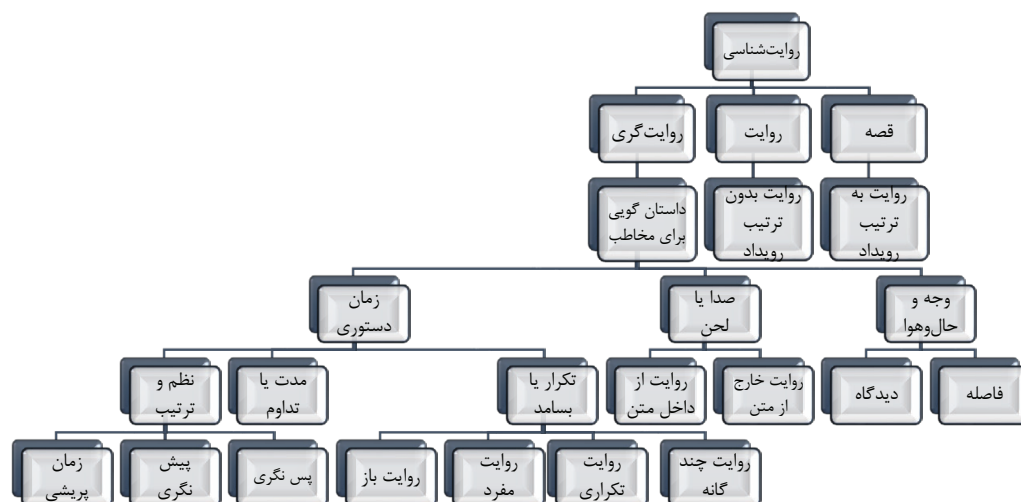 روایت‌شناسی
قصه
روایت
روایت‌گری
روایت به
ترتیب
رویداد
روایت بدون
ترتیب
رویداد
داستان گویی
برای مخاطب
وجه و
حال‌وهوا
صدا یا
لحن
زمان
دستوری
فاصله
دیدگاه
روایت خارج
از متن
روایت از
داخل متن
تکرار یا
بسامد
مدت یا
تداوم
نظم و
ترتیب
روایت چند
گانه
روایت
تکراری
روایت
مفرد
روایت باز
پس نگری
پیش
نگری
زمان
پریشی